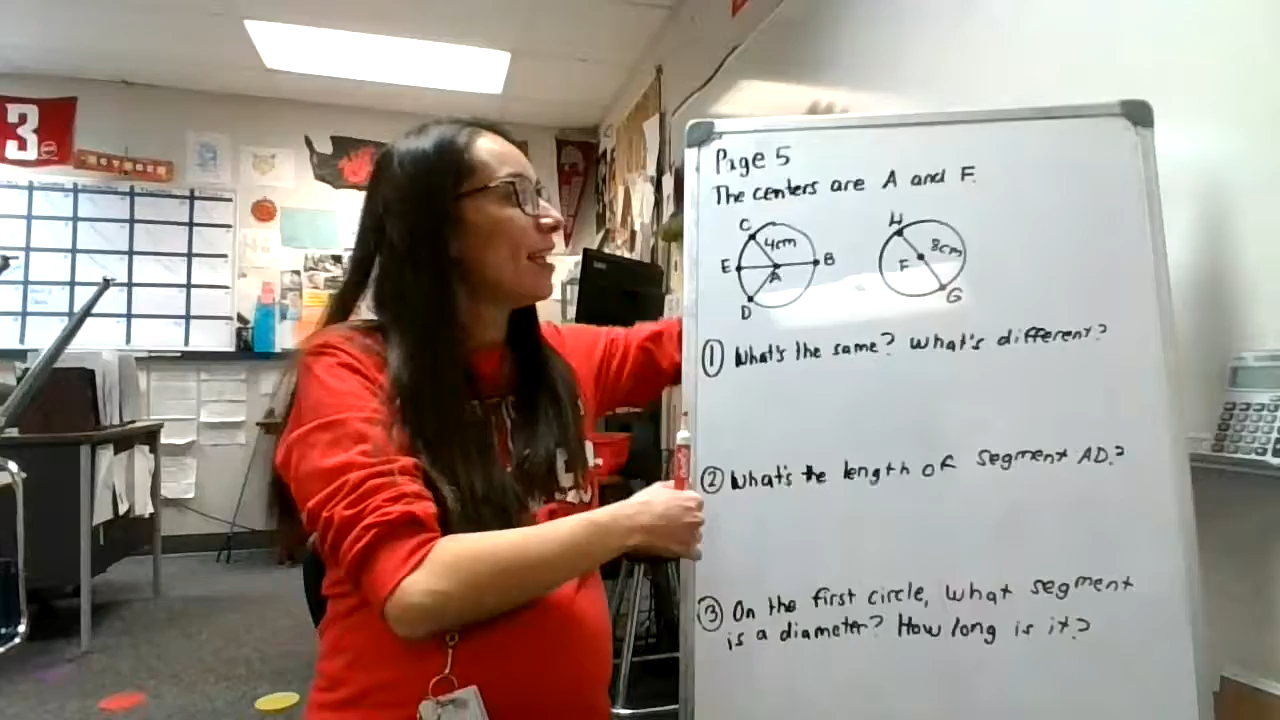 3
Page 5
The centers are A and F.
C
4cm
E
A
B
D
H
8cm
F
G
① What's the same? What's different?
② What's the length of segment AD?
③ On the first circle, what segment
is a diameter? How long is it?